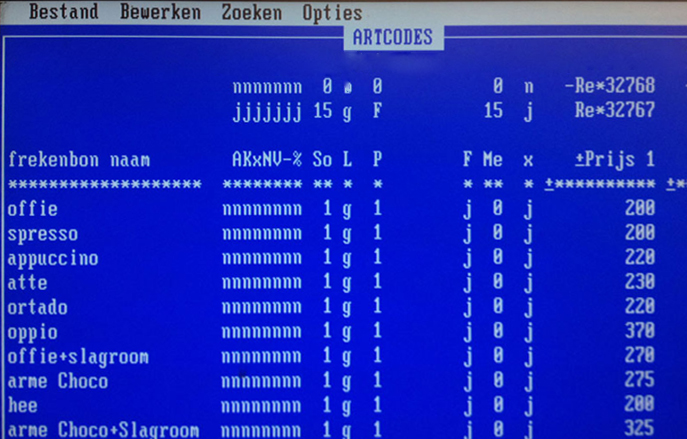 Bestand Bewerken Zoeken Opties
ARTCODES
nnnnnnn 0 0 0 n -Re*32768
jjjjjjj 15 g F 15 j Re*32767
frekenbon naam AKxNV-% So L P F Me x ±Prijs 1
******************* ******** ** * * * ** * ±********** ±*
offie nnnnnnnn 1 g 1 j 0 j 200
spresso nnnnnnnn 1 g 1 j 0 j 200
appuccino nnnnnnnn 1 g 1 j 0 j 220
atte nnnnnnnn 1 g 1 j 0 j 230
ortado nnnnnnnn 1 g 1 j 0 j 220
oppio nnnnnnnn 1 g 1 j 0 j 370
offie+slagroom nnnnnnnn 1 g 1 j 0 j 270
arme Choco nnnnnnnn 1 g 1 j 0 j 275
hee nnnnnnnn 1 g 1 j 0 j 200
arme Choco+Slagroom nnnnnnnn 1 g 1 j 0 j 325